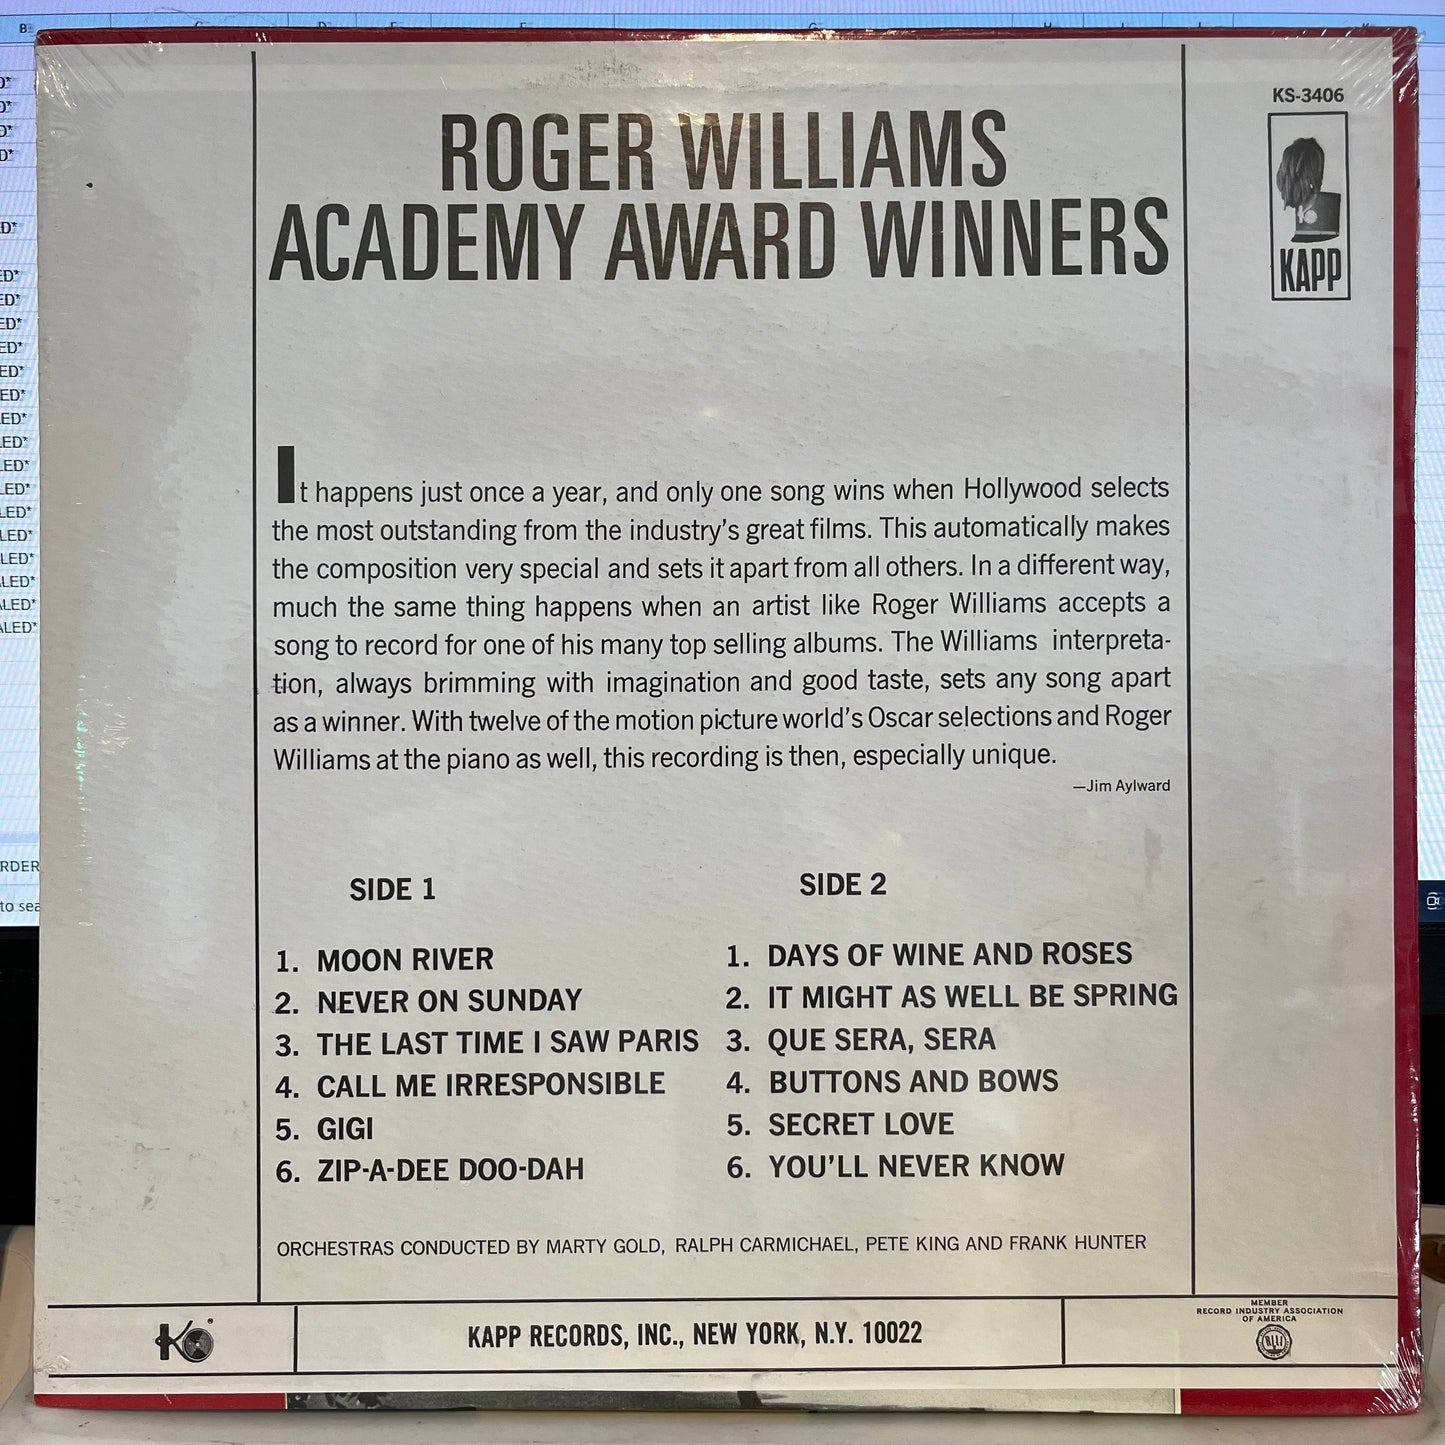 B
KS-3406
KAPP
ROGER WILLIAMS
ACADEMY AWARD WINNERS
It happens just once a year, and only one song wins when Hollywood selects
the most outstanding from the industry's great films. This automatically makes
the composition very special and sets it apart from all others. In a different way,
much the same thing happens when an artist like Roger Williams accepts a
song to record for one of his many top selling albums. The Williams interpreta-
tion, always brimming with imagination and good taste, sets any song apart
as a winner. With twelve of the motion picture world's Oscar selections and Roger
Williams at the piano as well, this recording is then, especially unique.
—Jim Aylward
SIDE 1
1. MOON RIVER
2. NEVER ON SUNDAY
3. THE LAST TIME I SAW PARIS
4. CALL ME IRRESPONSIBLE
5. GIGI
6. ZIP-A-DEE DOO-DAH
SIDE 2
1. DAYS OF WINE AND ROSES
2. IT MIGHT AS WELL BE SPRING
3. QUE SERA, SERA
4. BUTTONS AND BOWS
5. SECRET LOVE
6. YOU'LL NEVER KNOW
ORCHESTRAS CONDUCTED BY MARTY GOLD, RALPH CARMICHAEL, PETE KING AND FRANK HUNTER
K
KAPP RECORDS, INC., NEW YORK, N.Y. 10022
MEMBER
RECORD INDUSTRY ASSOCIATION
OF AMERICA